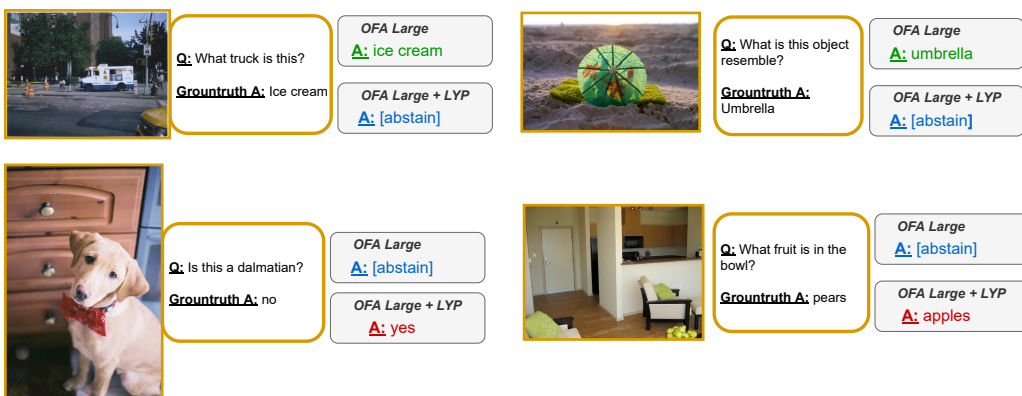 OFA Large
A: ice cream
Q: What truck is this?
Grountruth A: Ice cream
OFA Large + LYP
A: [abstain]
OFA Large
A: umbrella
Q: What is this object
resemble?
Grountruth A:
Umbrella
OFA Large + LYP
A: [abstain]
Q: Is this a dalmatian?
Grountruth A: no
OFA Large
A: [abstain]
OFA Large + LYP
A: yes
Q: What fruit is in the
bowl?
Grountruth A: pears
OFA Large
A: [abstain]
OFA Large + LYP
A: apples